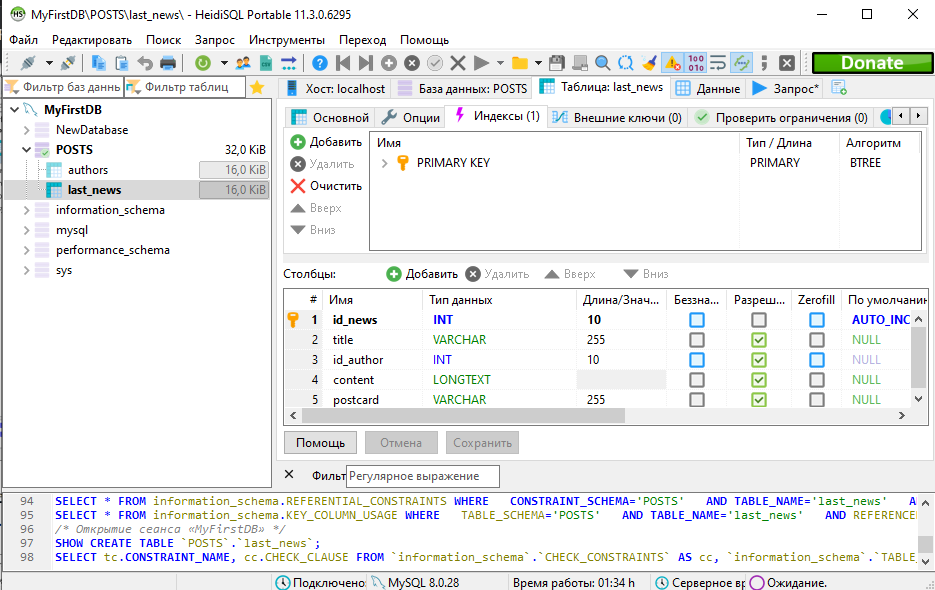 MyFirstDB\POSTS\last_news\ - HeidiSQL Portable 11.3.0.6295
Файл Редактировать Поиск Запрос Инструменты Переход Помощь
Donate
Фильтр баз данны Фильтр таблиц
Хост: localhost База данных: POSTS Таблица: last_news Данные Запрос*
MyFirstDB
NewDatabase
POSTS 32,0 KiB
authors 16,0 KiB
last_news 16,0 KiB
information_schema
mysql
performance_schema
sys
Основной Опции Индексы (1) Внешние ключи (0) Проверить ограничения (0)
Добавить
Удалить
Очистить
Вверх
Вниз
Имя Тип / Длина Алгоритм
PRIMARY KEY PRIMARY BTREE
Столбцы: Добавить Удалить Вверх Вниз
# Имя Тип данных Длина/Знач... Беззна... Разреш... Zerofill По умолчани
1 id_news INT 10 AUTO_INC
2 title VARCHAR 255 NULL
3 id_author INT 10 NULL
4 content LONGTEXT NULL
5 postcard VARCHAR 255 NULL
Помощь Отмена Сохранить
Фильт Регулярное выражение
94 SELECT * FROM information_schema.REFERENTIAL_CONSTRAINTS WHERE CONSTRAINT_SCHEMA='POSTS' AND TABLE_NAME='last_news'
95 SELECT * FROM information_schema.KEY_COLUMN_USAGE WHERE TABLE_SCHEMA='POSTS' AND TABLE_NAME='last_news' AND REFERENCE
96 /* Открытие сеанса «MyFirstDB» */
97 SHOW CREATE TABLE `POSTS`.`last_news`;
98 SELECT tc.CONSTRAINT_NAME, cc.CHECK_CLAUSE FROM `information_schema`.`CHECK_CONSTRAINTS` AS cc, `information_schema`.`TABLE_
Подключено MySQL 8.0.28 Время работы: 01:34 h Серверное вр Ожидание.